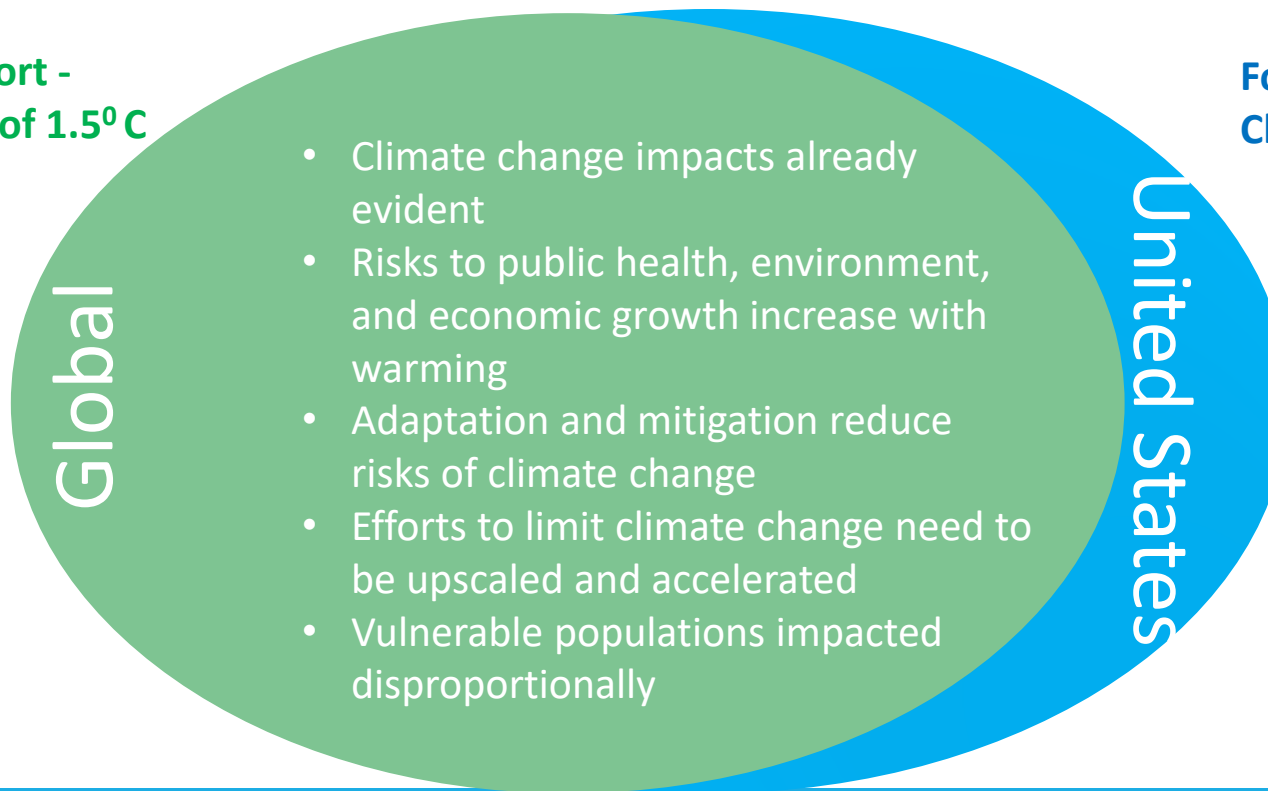 ort -
of 1.5⁰ C
Fo
Global
• Climate change impacts already
evident
• Risks to public health, environment,
and economic growth increase with
warming
• Adaptation and mitigation reduce
risks of climate change
• Efforts to limit climate change need to
be upscaled and accelerated
• Vulnerable populations impacted
disproportionally
United States